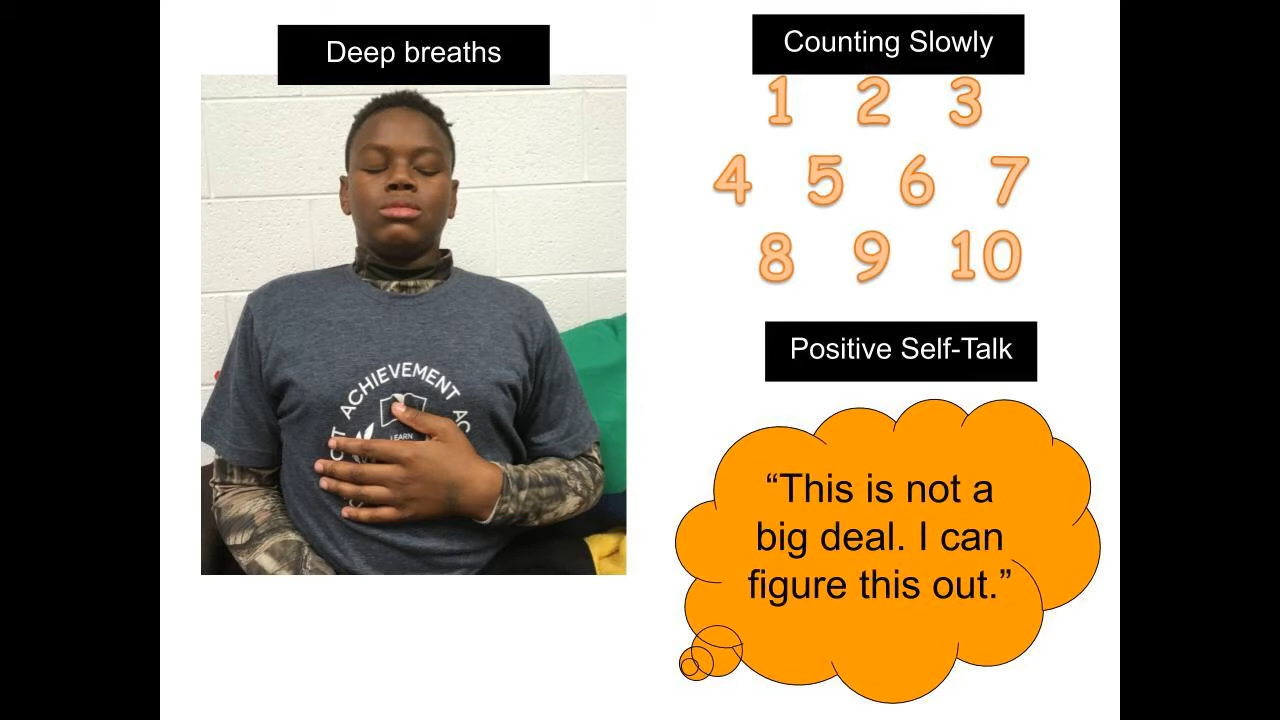 Deep breaths
ACHIEVEMENT
LEARN
Counting Slowly
1 2 3
4 5 6 7
8 9 10
Positive Self-Talk
“This is not a
big deal. I can
figure this out.”